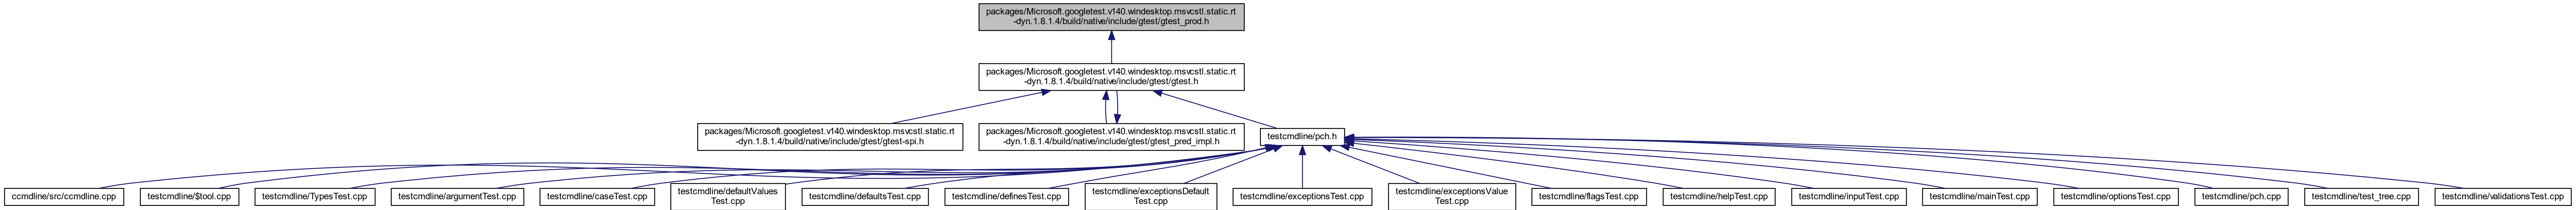 packages/Microsoft.googletest.v140.windesktop.msvcstl.static.rt
-dyn.1.8.1.4/build/native/include/gtest/gtest_prod.h
packages/Microsoft.googletest.v140.windesktop.msvcstl.static.rt
-dyn.1.8.1.4/build/native/include/gtest/gtest.h
packages/Microsoft.googletest.v140.windesktop.msvcstl.static.rt
-dyn.1.8.1.4/build/native/include/gtest/gtest-spi.h
packages/Microsoft.googletest.v140.windesktop.msvcstl.static.rt
-dyn.1.8.1.4/build/native/include/gtest/gtest_pred_impl.h
testcmdline/pch.h
ccmdline/src/ccmdline.cpp
testcmdline/$tool.cpp
testcmdline/TypesTest.cpp
testcmdline/argumentTest.cpp
testcmdline/caseTest.cpp
testcmdline/defaultValues
Test.cpp
testcmdline/defaultsTest.cpp
testcmdline/definesTest.cpp
testcmdline/exceptionsDefault
Test.cpp
testcmdline/exceptionsTest.cpp
testcmdline/exceptionsValue
Test.cpp
testcmdline/flagsTest.cpp
testcmdline/helpTest.cpp
testcmdline/inputTest.cpp
testcmdline/mainTest.cpp
testcmdline/optionsTest.cpp
testcmdline/pch.cpp
testcmdline/test_tree.cpp
testcmdline/validationsTest.cpp